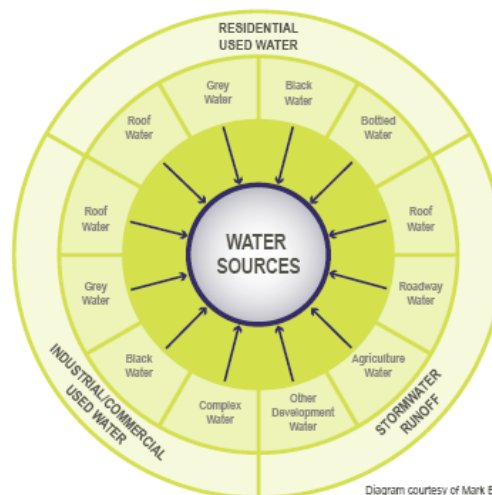 RESIDENTIAL
USED WATER
Grey
Water
Black
Water
Roof
Water
Bottled
Water
Roof
Water
Roof
Water
WATER
SOURCES
Grey
Water
Roadway
Water
Black
Water
Agriculture
Water
Complex
Water
Other
Development
Water
INDUSTRIAL/COMMERCIAL
USED WATER
STORMWATER
RUNOFF
Diagram courtesy of Mark